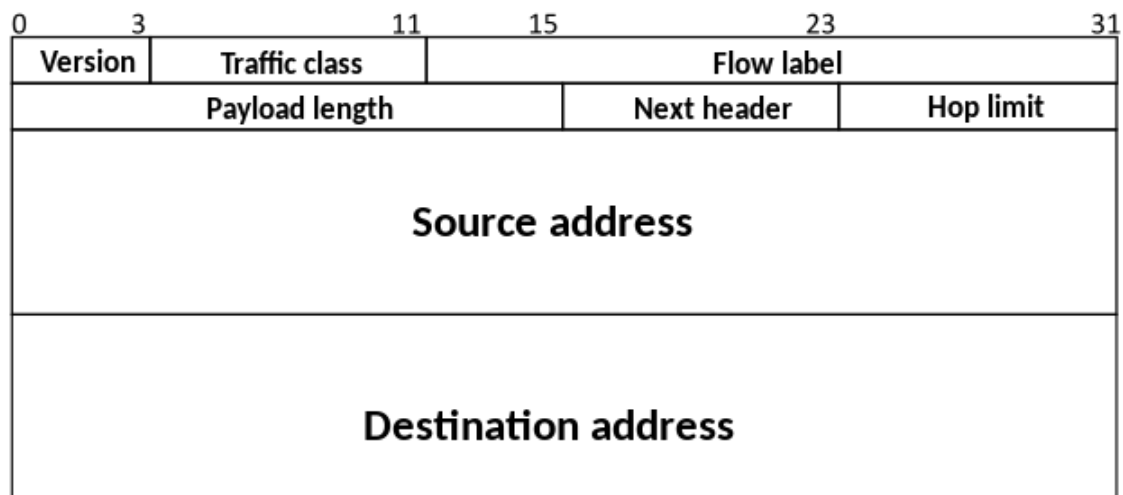 0 3 11 15 23 31
Version Traffic class Flow label
Payload length Next header Hop limit
Source address
Destination address